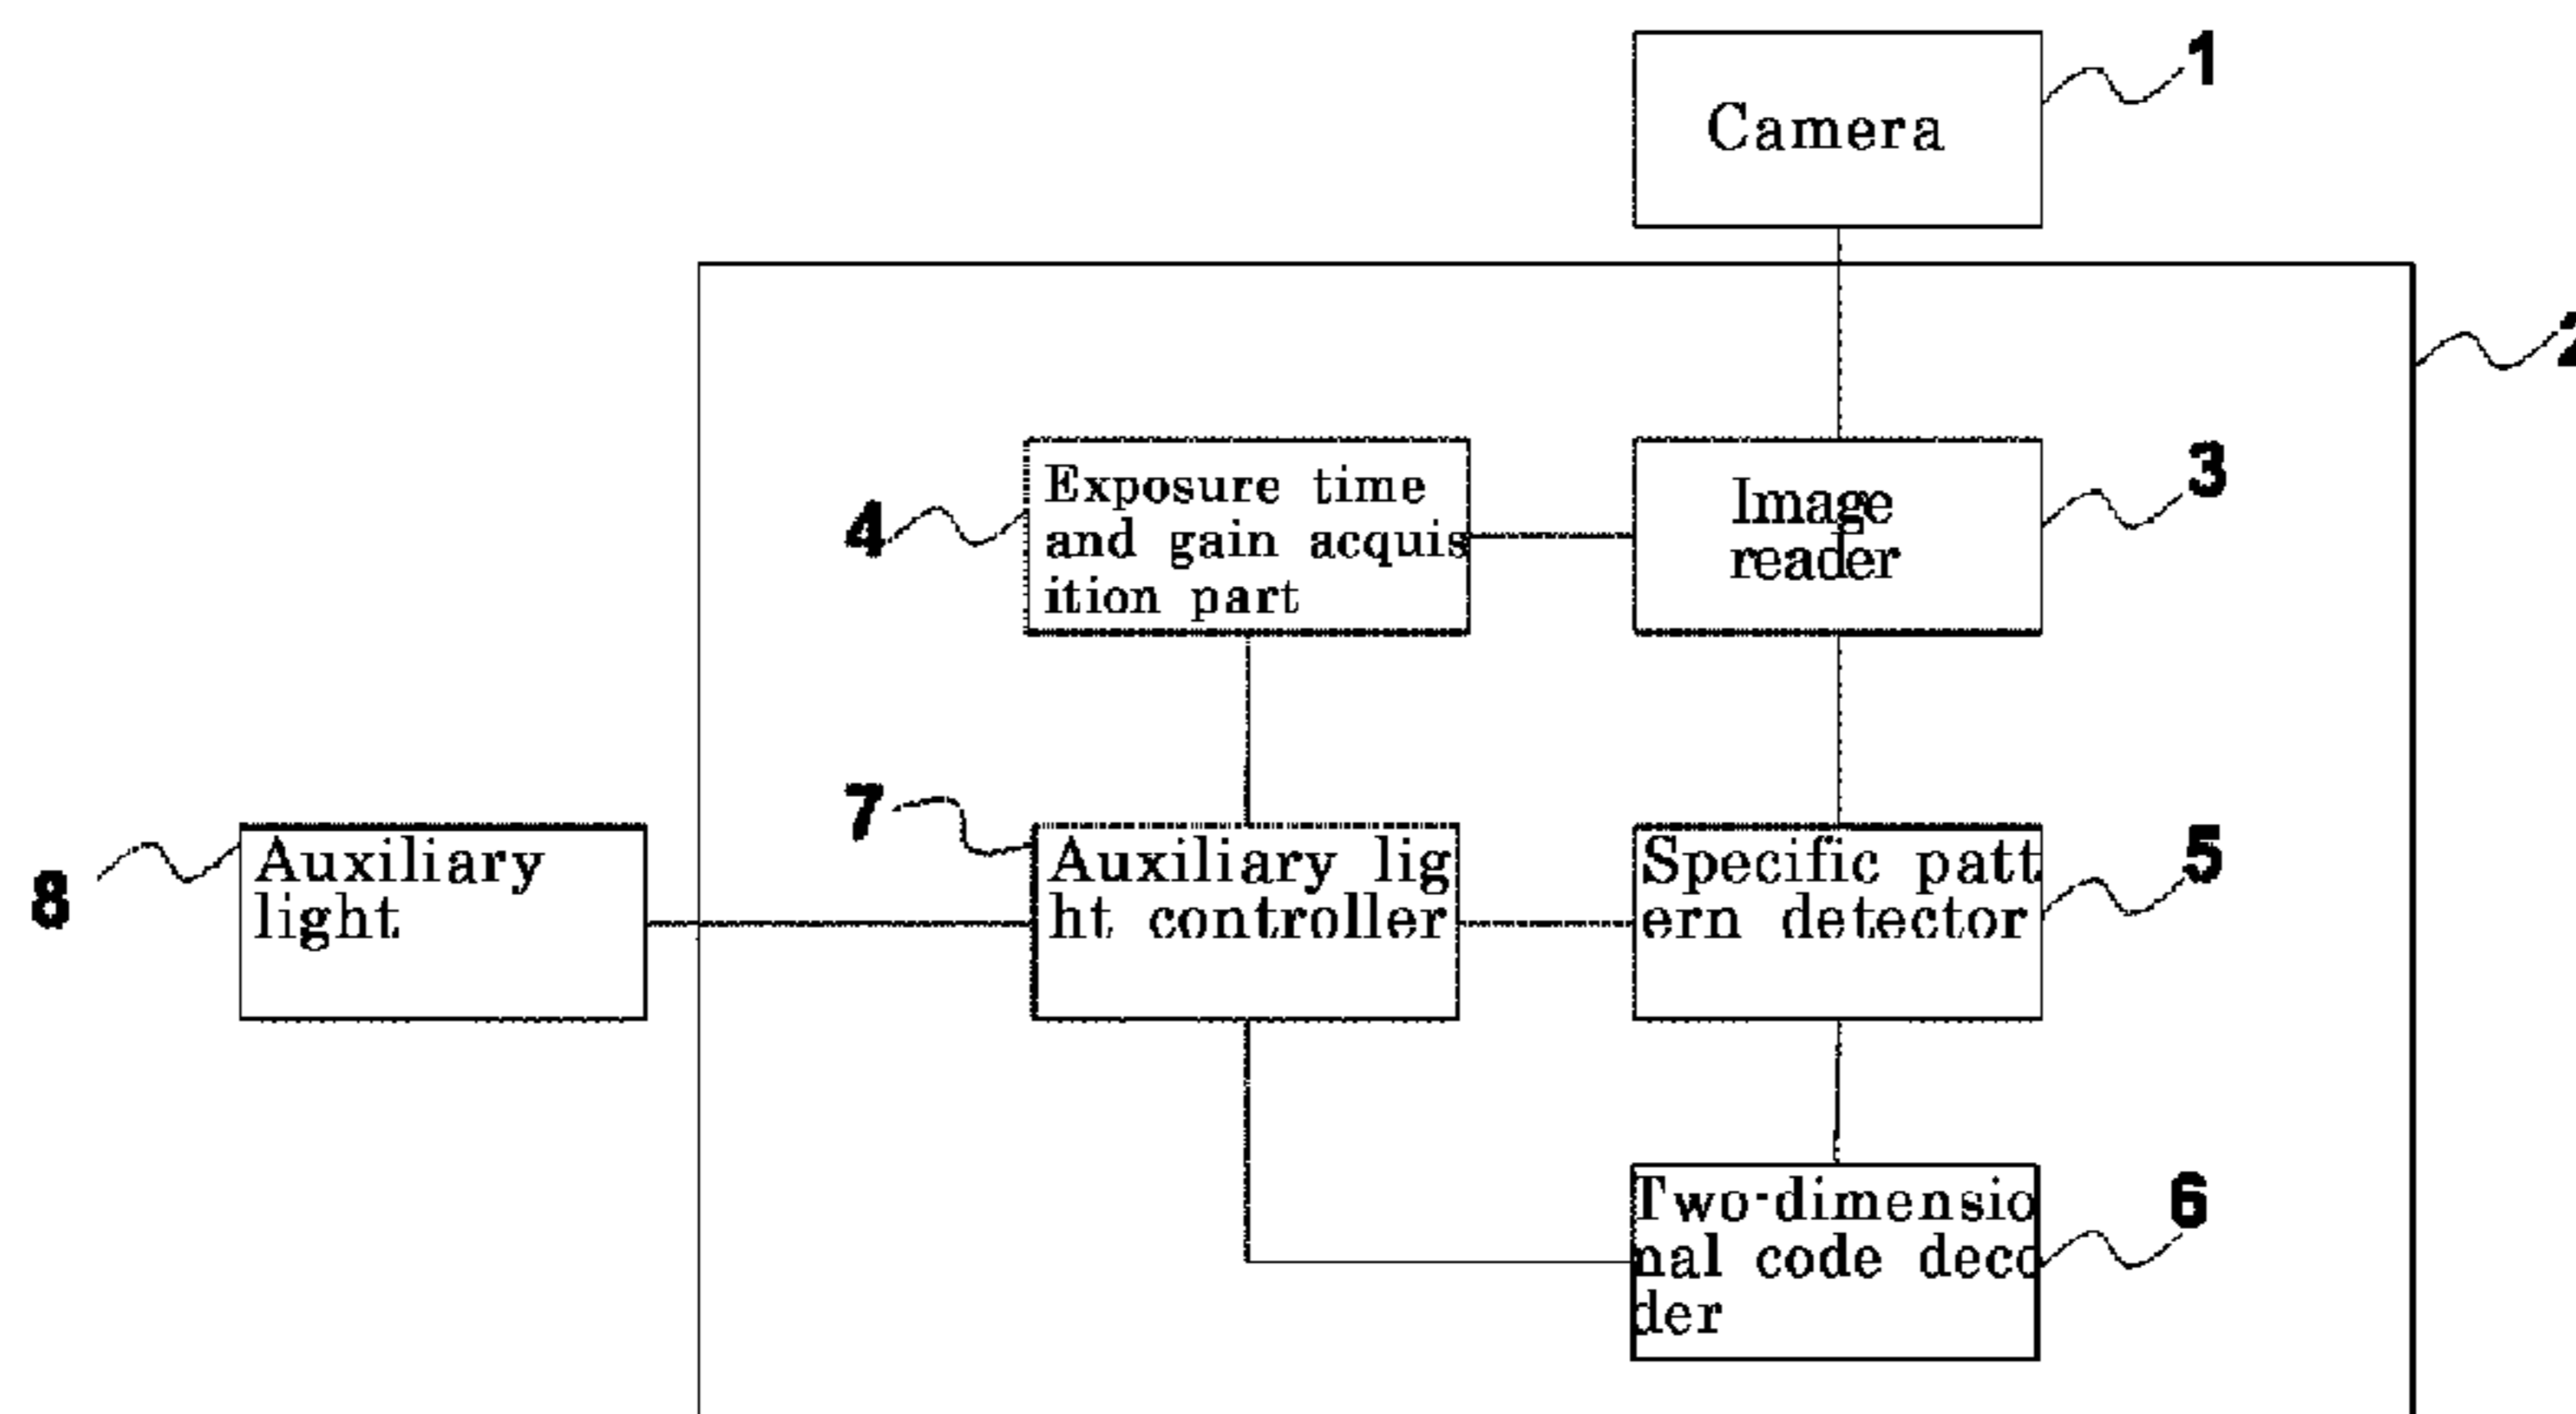 Camera
1
2
Exposure time
and gain acquis
ition part
4
Image
reader
3
Auxiliary
light
8
Auxiliary lig
ht controller
7
Specific patt
ern detector
5
Two-dimensio
nal code deco
der
6